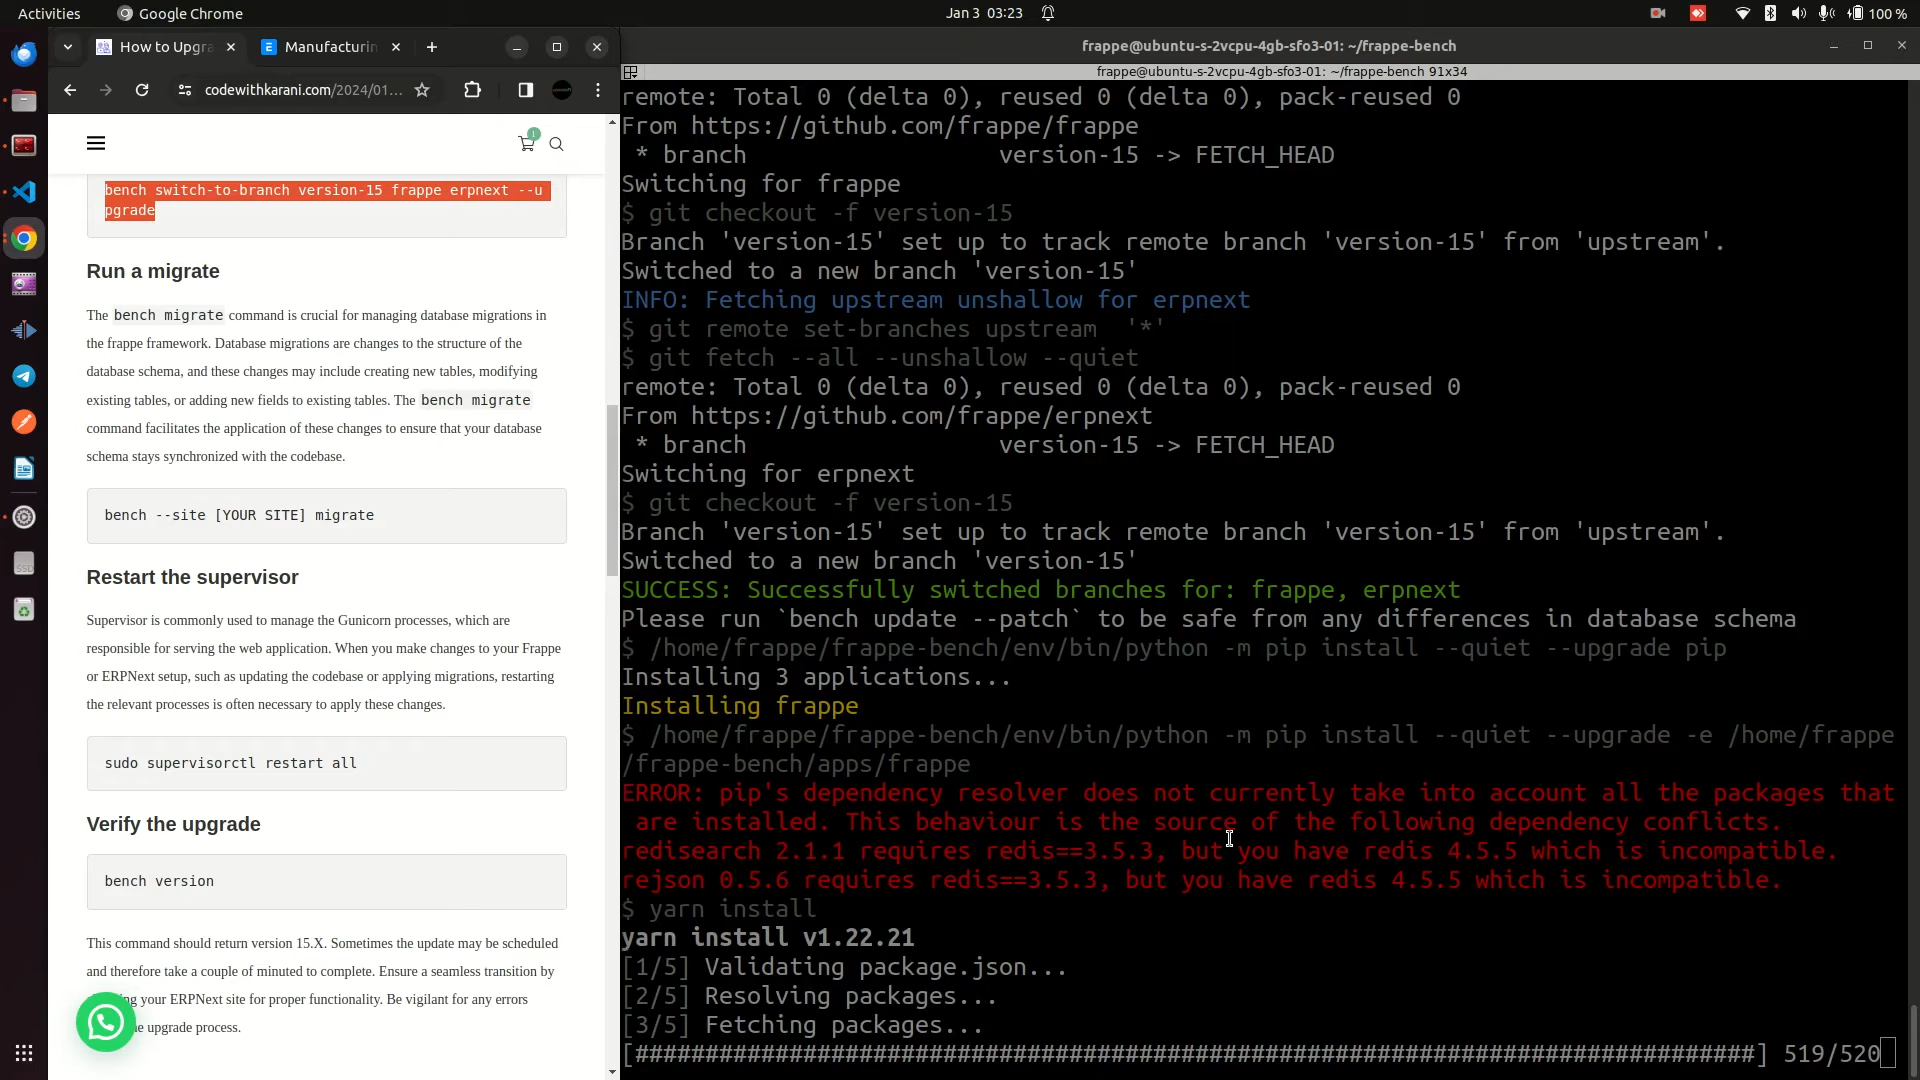 Activities
Google Chrome
Jan 3 03:23
100 %
How to Upgra
Manufacturin
codewithkarani.com/2024/01...
1
bench switch-to-branch version-15 frappe erpnext --u
pgrade
Run a migrate
The bench migrate command is crucial for managing database migrations in
the frappe framework. Database migrations are changes to the structure of the
database schema, and these changes may include creating new tables, modifying
existing tables, or adding new fields to existing tables. The bench migrate
command facilitates the application of these changes to ensure that your database
schema stays synchronized with the codebase.
bench --site [YOUR SITE] migrate
Restart the supervisor
Supervisor is commonly used to manage the Gunicorn processes, which are
responsible for serving the web application. When you make changes to your Frappe
or ERPNext setup, such as updating the codebase or applying migrations, restarting
the relevant processes is often necessary to apply these changes.
sudo supervisorctl restart all
Verify the upgrade
bench version
This command should return version 15.X. Sometimes the update may be scheduled
and therefore take a couple of minuted to complete. Ensure a seamless transition by
your ERPNext site for proper functionality. Be vigilant for any errors
upgrade process.
frappe@ubuntu-s-2vcpu-4gb-sfo3-01: ~/frappe-bench
frappe@ubuntu-s-2vcpu-4gb-sfo3-01: ~/frappe-bench 91x34
remote: Total 0 (delta 0), reused 0 (delta 0), pack-reused 0
From https://github.com/frappe/frappe
* branch version-15 -> FETCH_HEAD
Switching for frappe
$ git checkout -f version-15
Branch 'version-15' set up to track remote branch 'version-15' from 'upstream'.
Switched to a new branch 'version-15'
INFO: Fetching upstream unshallow for erpnext
$ git remote set-branches upstream '*'
$ git fetch --all --unshallow --quiet
remote: Total 0 (delta 0), reused 0 (delta 0), pack-reused 0
From https://github.com/frappe/erpnext
* branch version-15 -> FETCH_HEAD
Switching for erpnext
$ git checkout -f version-15
Branch 'version-15' set up to track remote branch 'version-15' from 'upstream'.
Switched to a new branch 'version-15'
SUCCESS: Successfully switched branches for: frappe, erpnext
Please run `bench update --patch` to be safe from any differences in database schema
$ /home/frappe/frappe-bench/env/bin/python -m pip install --quiet --upgrade pip
Installing 3 applications...
Installing frappe
$ /home/frappe/frappe-bench/env/bin/python -m pip install --quiet --upgrade -e /home/frappe
/frappe-bench/apps/frappe
ERROR: pip's dependency resolver does not currently take into account all the packages that
are installed. This behaviour is the source of the following dependency conflicts.
redisearch 2.1.1 requires redis==3.5.3, but you have redis 4.5.5 which is incompatible.
rejson 0.5.6 requires redis==3.5.3, but you have redis 4.5.5 which is incompatible.
$ yarn install
yarn install v1.22.21
[1/5] Validating package.json...
[2/5] Resolving packages...
[3/5] Fetching packages...
[################################################################################] 519/520